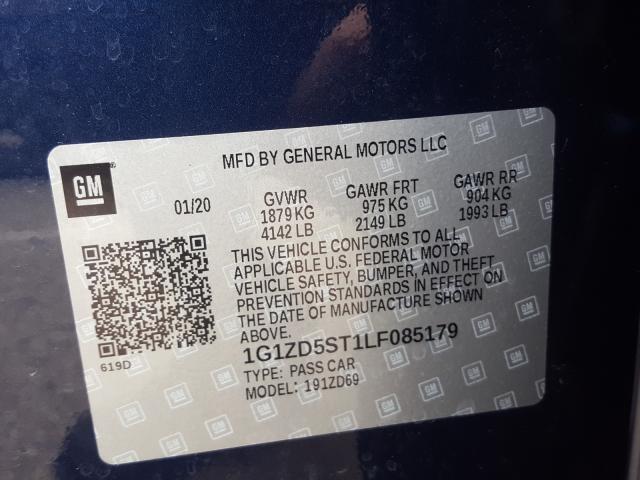 MFD BY GENERAL MOTORS LLC
GM
01/20
GVWR
1879 KG
4142 LB
GAWR FRT
975 KG
2149 LB
GAWR RR
904 KG
1993 LB
THIS VEHICLE CONFORMS TO ALL
APPLICABLE U.S. FEDERAL MOTOR
VEHICLE SAFETY, BUMPER, AND THEFT
PREVENTION STANDARDS IN EFFECT ON
THE DATE OF MANUFACTURE SHOWN
ABOVE.
619D
1G1ZD5ST1LF085179
TYPE: PASS CAR
MODEL: 191ZD69